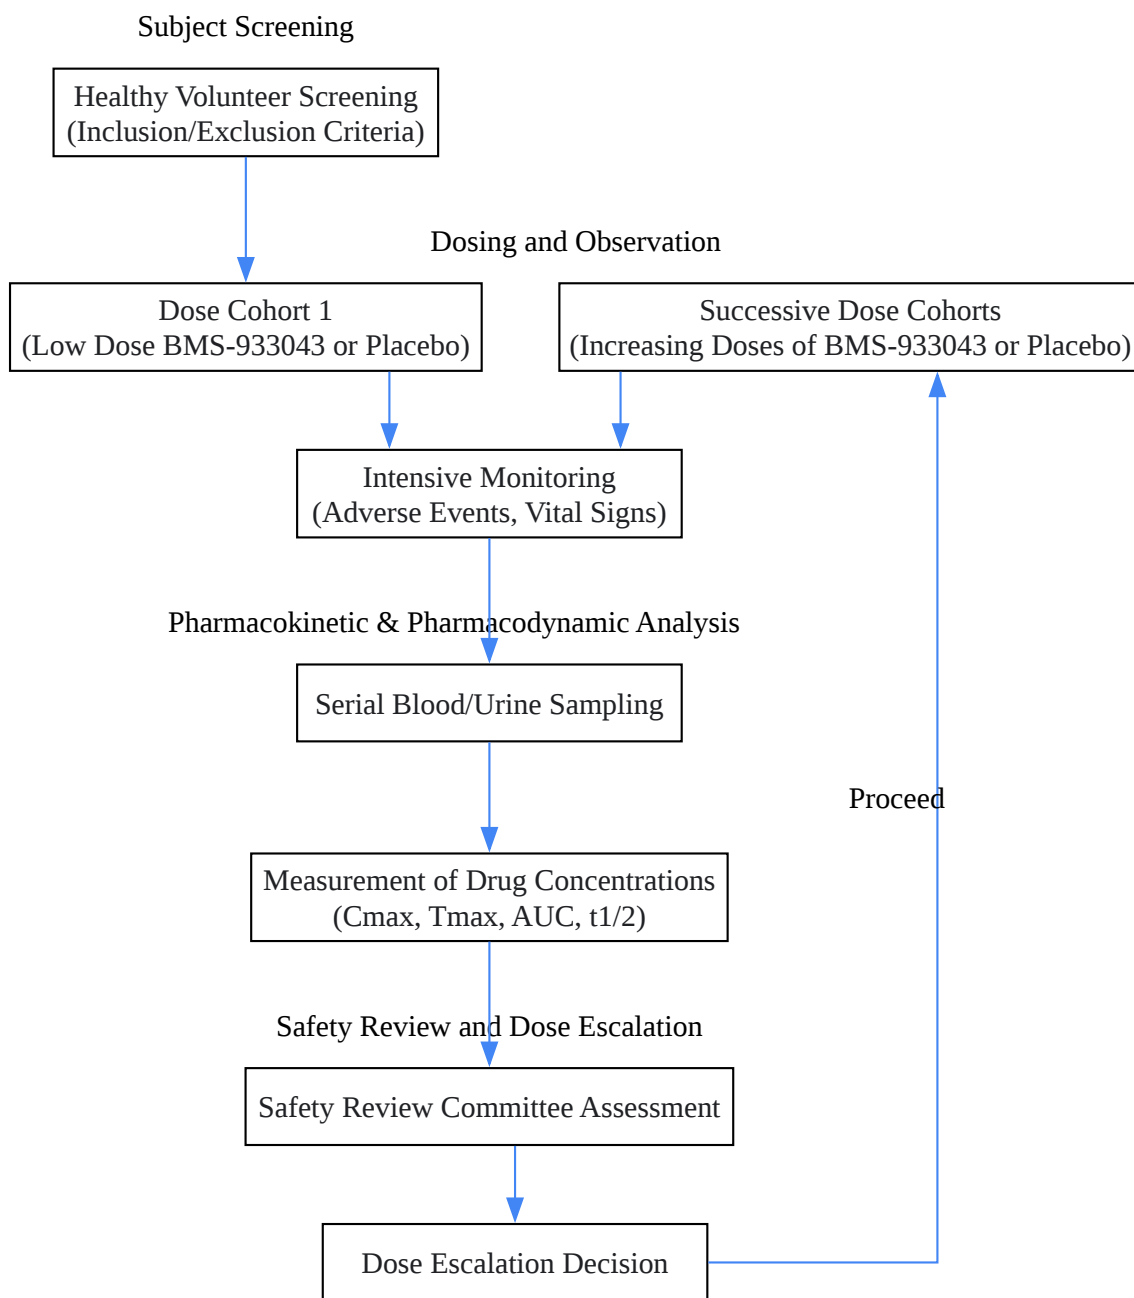 Subject Screening
Healthy Volunteer Screening
(Inclusion/Exclusion Criteria)
Dosing and Observation
Dose Cohort 1
(Low Dose BMS-933043 or Placebo)
Successive Dose Cohorts
(Increasing Doses of BMS-933043 or Placebo)
Intensive Monitoring
(Adverse Events, Vital Signs)
Pharmacokinetic & Pharmacodynamic Analysis
Serial Blood/Urine Sampling
Proceed
Measurement of Drug Concentrations
(Cmax, Tmax, AUC, t1/2)
Safety Review and Dose Escalation
Safety Review Committee Assessment
Dose Escalation Decision